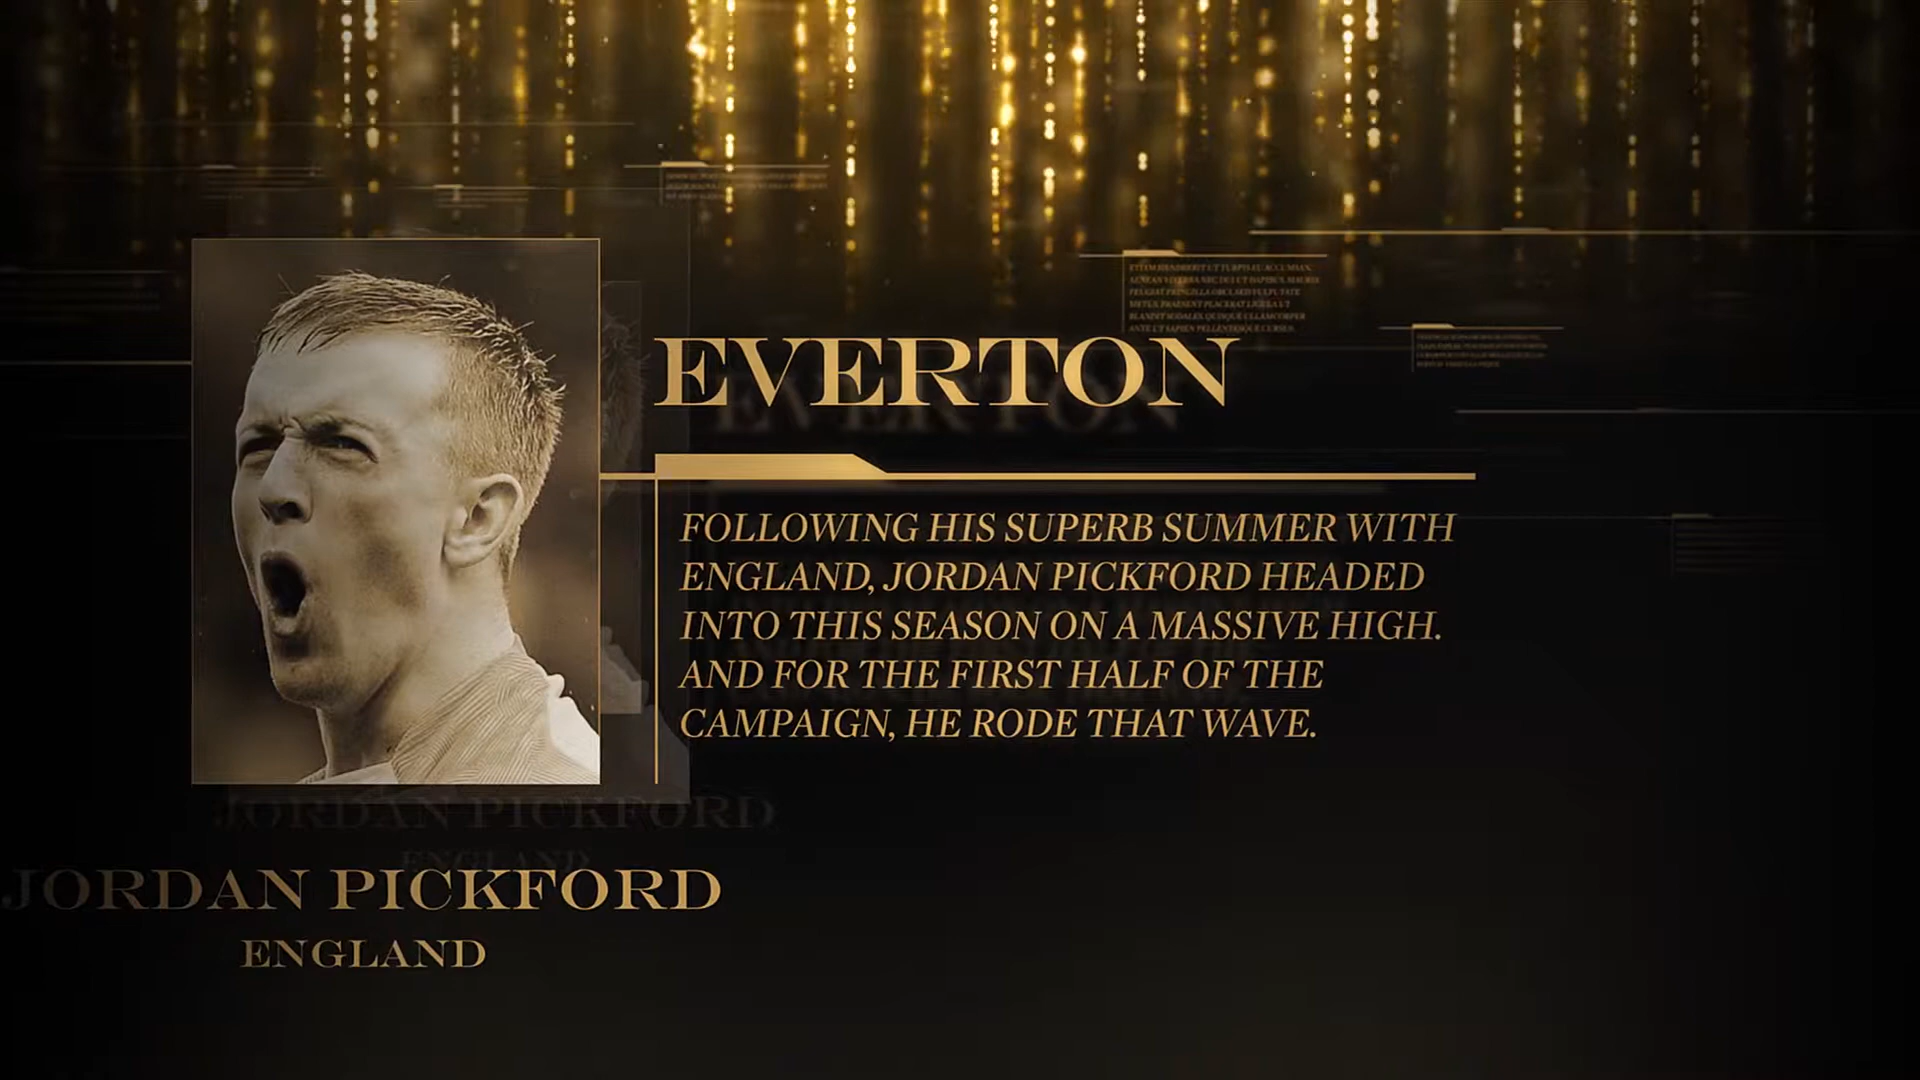 EVERTON
FOLLOWING HIS SUPERB SUMMER WITH
ENGLAND, JORDAN PICKFORD HEADED
INTO THIS SEASON ON A MASSIVE HIGH.
AND FOR THE FIRST HALF OF THE
CAMPAIGN, HE RODE THAT WAVE.
JORDAN PICKFORD
ENGLAND